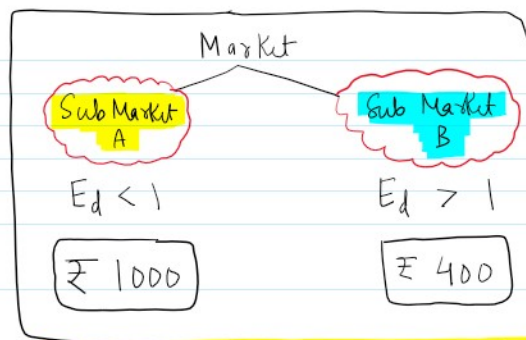 Market
Sub Market
A
Sub Market
B
Ed < 1
Ed > 1
₹ 1000
₹ 400